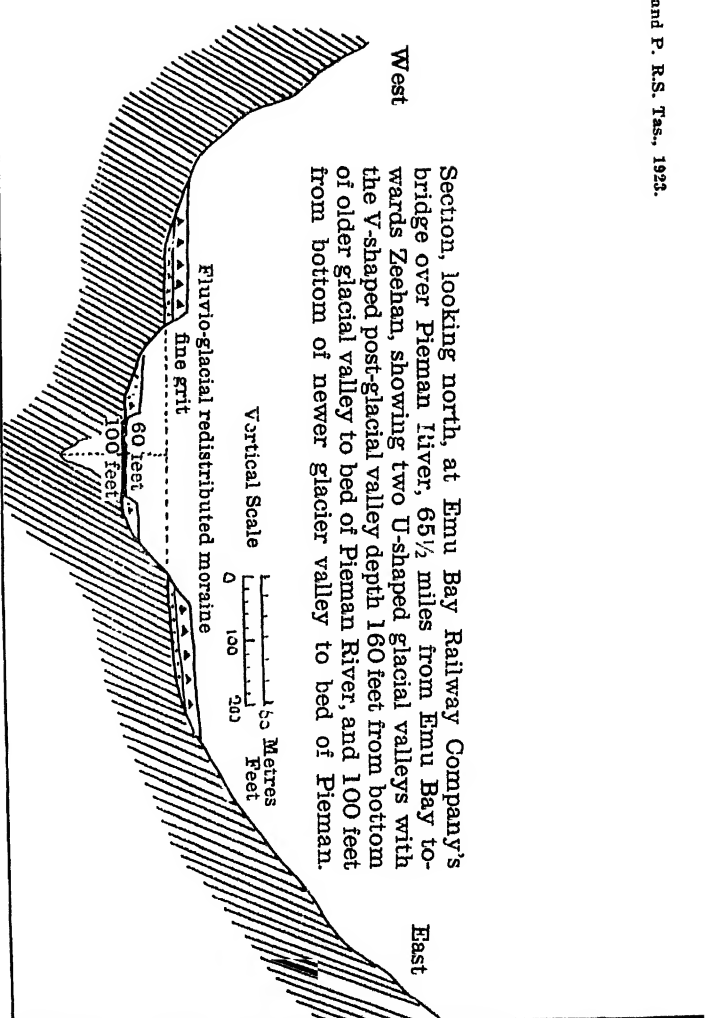 and P. R.S. Tas., 1923.
West
East
Section, looking north, at Emu Bay Railway Company's
bridge over Pieman River, 65½ miles from Emu Bay to-
wards Zeehan, showing two U-shaped glacial valleys with
the V-shaped post-glacial valley depth 160 feet from bottom
of older glacial valley to bed of Pieman River, and 100 feet
from bottom of newer glacier valley to bed of Pieman.
Vertical Scale
50 Metres
0 100 200 Feet
Fluvio-glacial redistributed moraine
fine grit
60 feet
100 feet